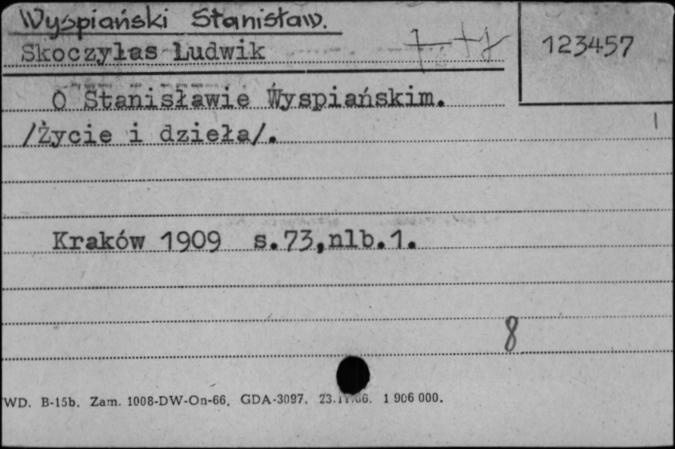 Wyspiański Stanisław.
Skoczylas Ludwik
123457
O Stanisławie Wyspiańskim.
/Życie i dzieła/.
Kraków 1909 s.73,nlb.1.
8
WD. B-15b. Zam. 1008-DW-On-66. GDA-3097. 1 906 000.